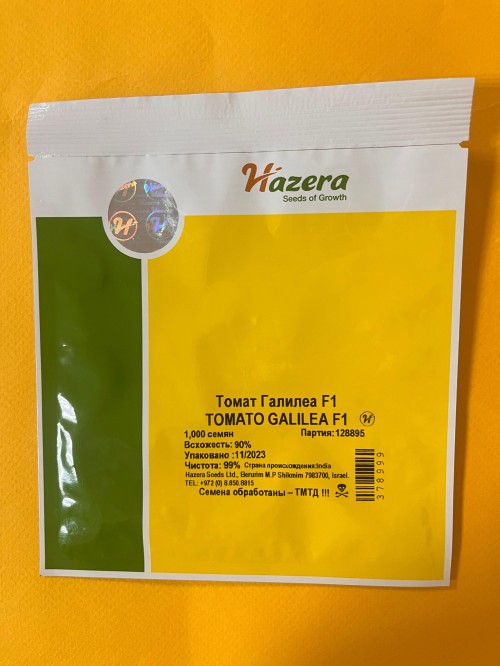 Hazera
Seeds of Growth
Томат Галилеа F1
TOMATO GALILEA F1
1,000 семян Партия:128895
Всхожесть: 90%
Упаковано :11/2023
Чистота: 99% Страна происхождения:India
Hazera Seeds Ltd., Berurim M.P Shikmim 7983700, Israel.
TEL: +972 (0) 8.850.8815
Семена обработаны – ТМТД !!!
378999